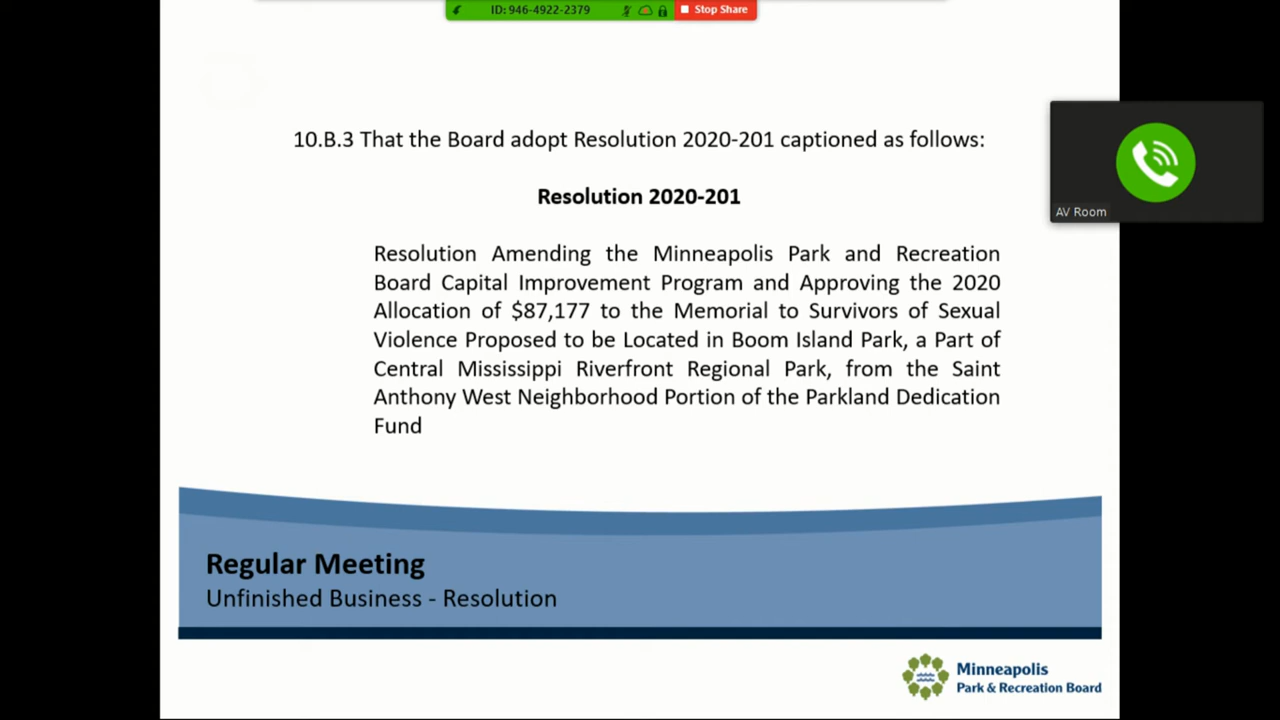 ID: 946-4922-2379
Stop Share
10.B.3 That the Board adopt Resolution 2020-201 captioned as follows:
Resolution 2020-201
AV Room
Resolution Amending the Minneapolis Park and Recreation
Board Capital Improvement Program and Approving the 2020
Allocation of $87,177 to the Memorial to Survivors of Sexual
Violence Proposed to be Located in Boom Island Park, a Part of
Central Mississippi Riverfront Regional Park, from the Saint
Anthony West Neighborhood Portion of the Parkland Dedication
Fund
Regular Meeting
Unfinished Business - Resolution
Minneapolis
Park & Recreation Board